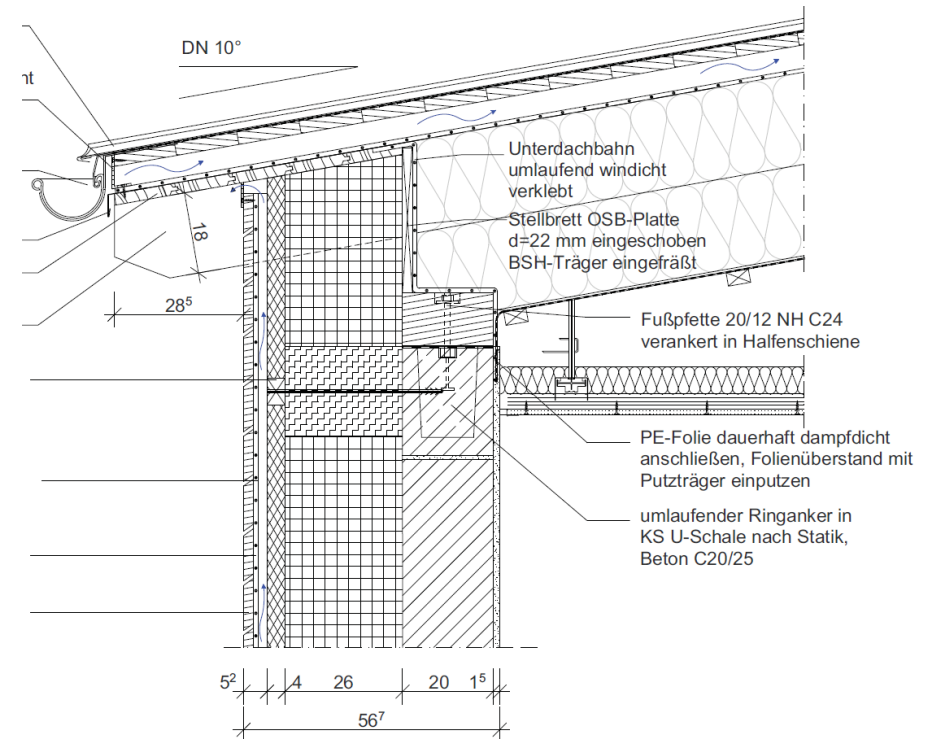 DN 10°
nt
Unterdachbahn
umlaufend windicht
verklebt
Stellbrett OSB-Platte
d=22 mm eingeschoben
BSH-Träger eingefräßt
18
28⁵
Fußpfette 20/12 NH C24
verankert in Halfenschiene
PE-Folie dauerhaft dampfdicht
anschließen, Folienüberstand mit
Putzträger einputzen
umlaufender Ringanker in
KS U-Schale nach Statik,
Beton C20/25
5² 4 26 20 1⁵
56⁷